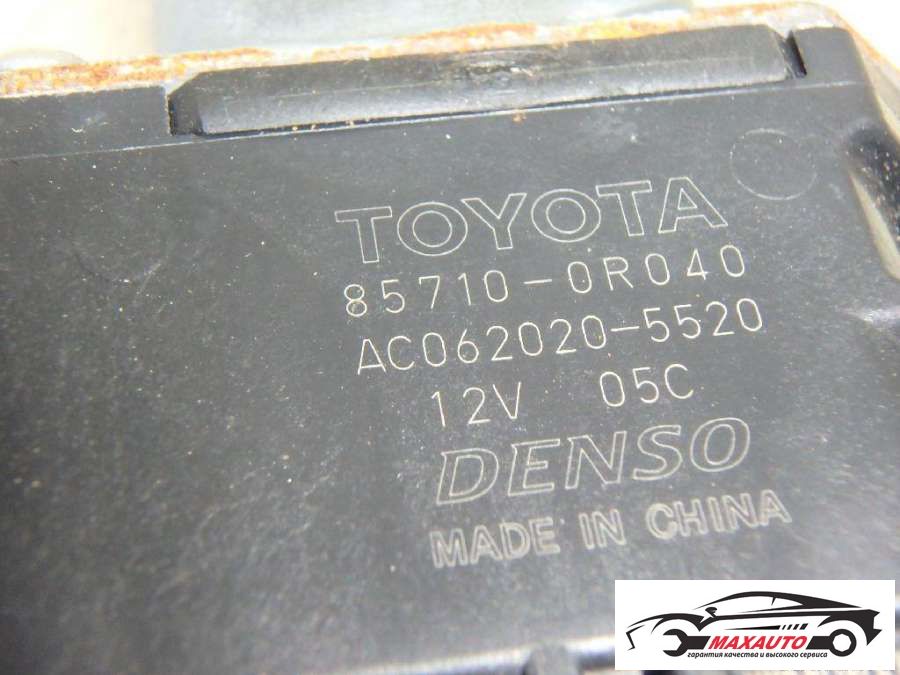 TOYOTA
85710-0R040
AC062020-5520
12V 05C
DENSO
MADE IN CHINA
MAXAUTO
гарантия качества и высокого сервиса